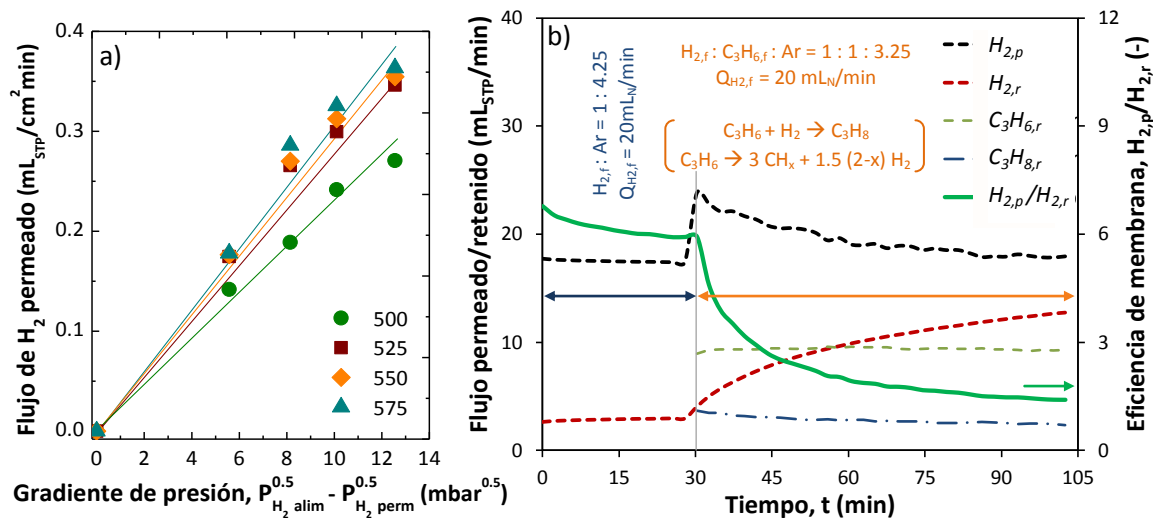 a)
Flujo de H2 permeado (mLSTP/cm2min)
0.4
0.3
0.2
0.1
0.0
500
525
550
575
0 2 4 6 8 10 12 14
Gradiente de presión, P0.5H2 alim - P0.5H2 perm (mbar0.5)
b)
Flujo permeado/retenido (mLSTP/min)
40
30
20
10
0
H2,f : Ar = 1 : 4.25
QH2,f = 20mLN/min
H2,f : C3H6,f : Ar = 1 : 1 : 3.25
QH2,f = 20 mLN/min
C3H6 + H2 → C3H8
C3H6 → 3 CHx + 1.5 (2-x) H2
H2,p
H2,r
C3H6,r
C3H8,r
H2,p/H2,r
12
9
6
3
0
Eficiencia de membrana, H2,p/H2,r (-)
0 15 30 45 60 75 90 105
Tiempo, t (min)